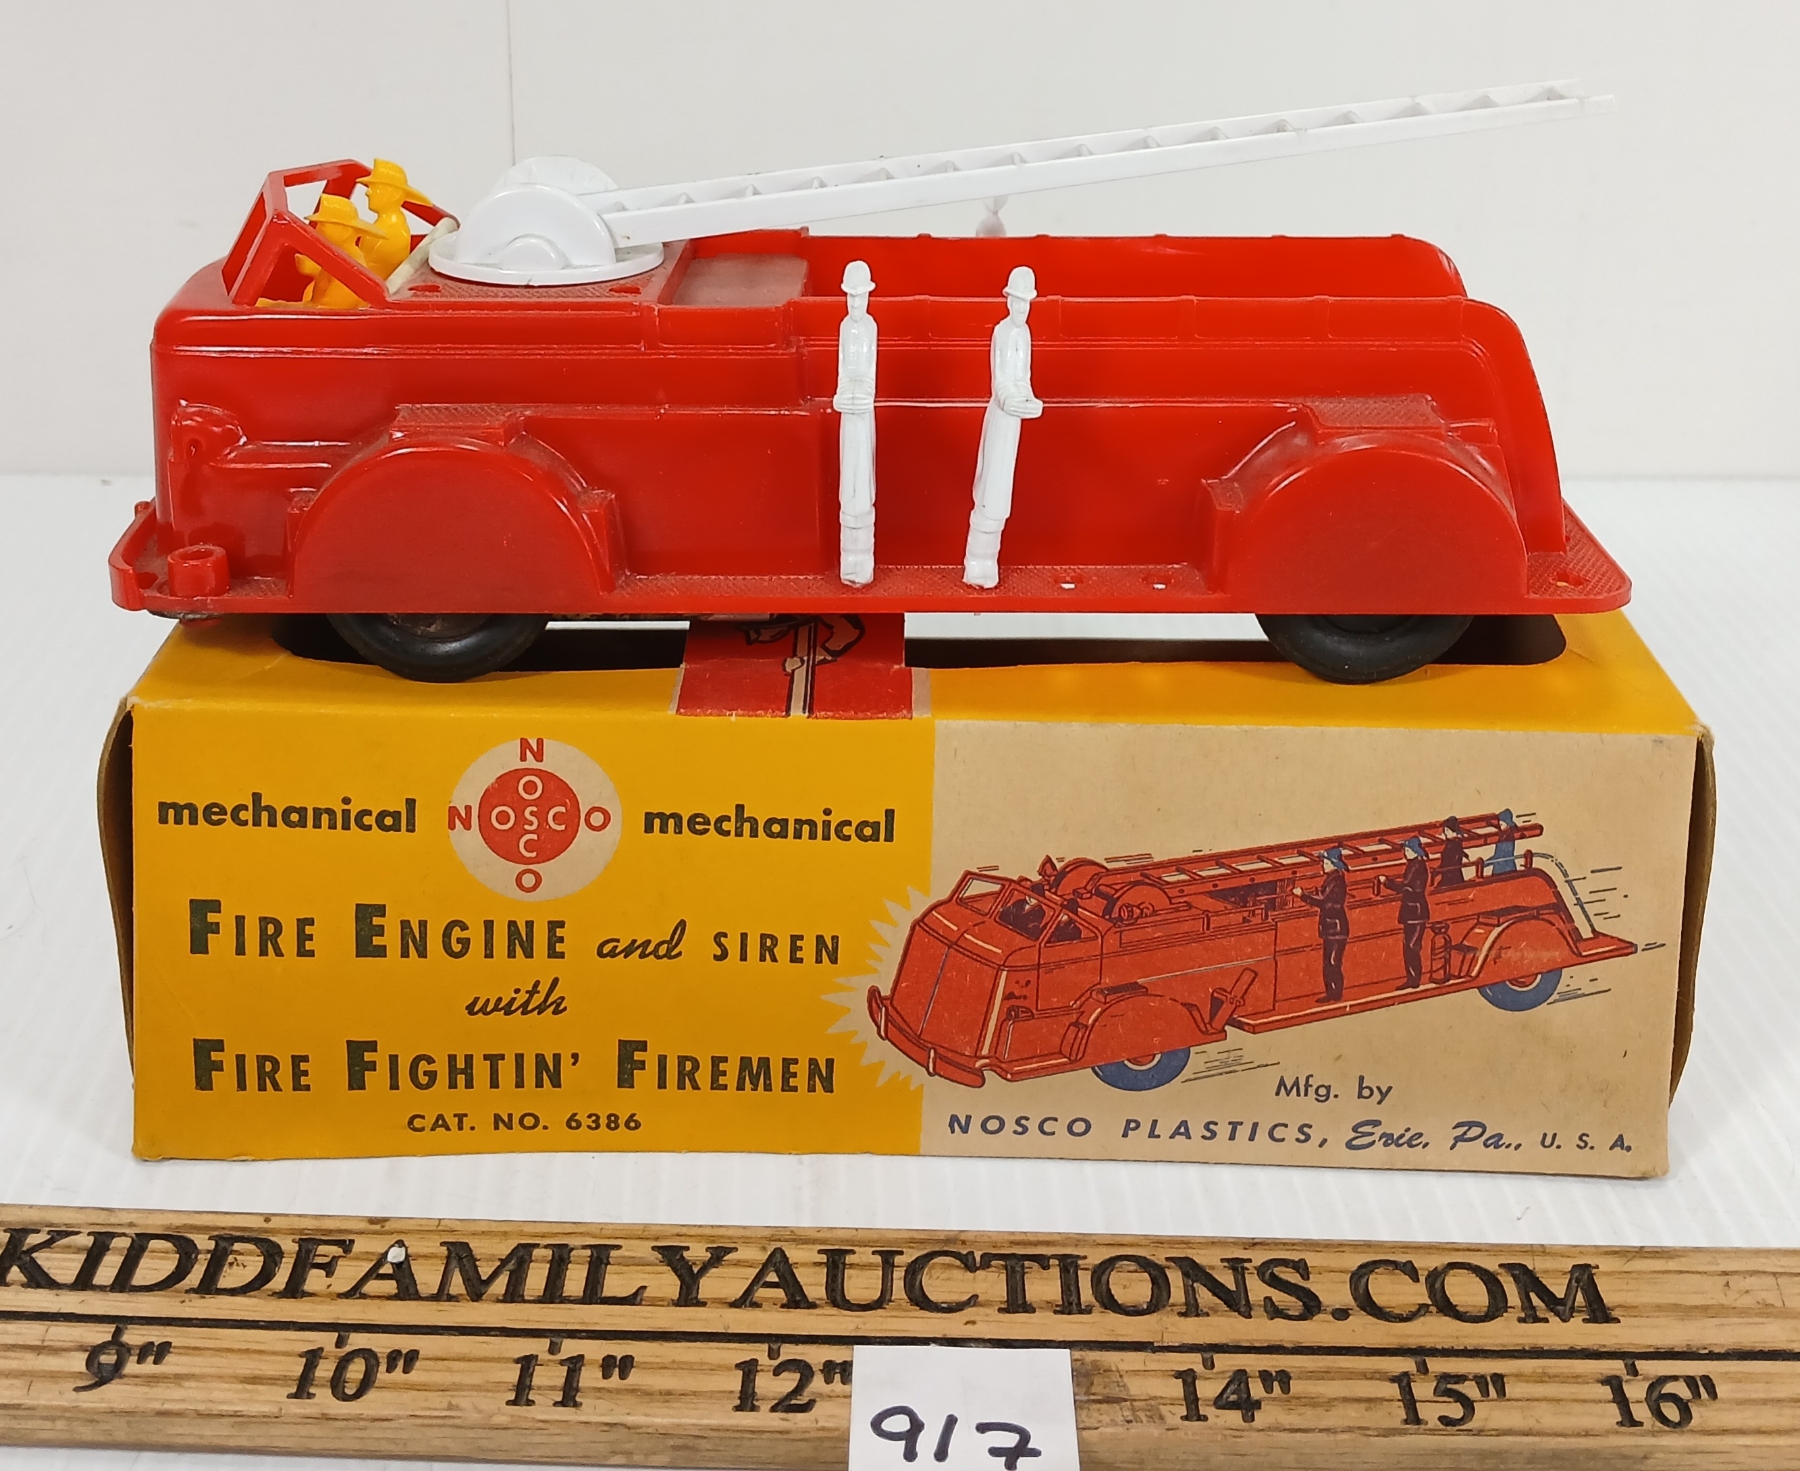 mechanical NOSCO NOSCO mechanical
FIRE ENGINE and SIREN
with
FIRE FIGHTIN' FIREMEN
CAT. NO. 6386
Mfg. by
NOSCO PLASTICS, Erie, Pa., U. S. A.
KIDDFAMILYAUCTIONS.COM
9" 10" 11" 12" 14" 15" 16"
917